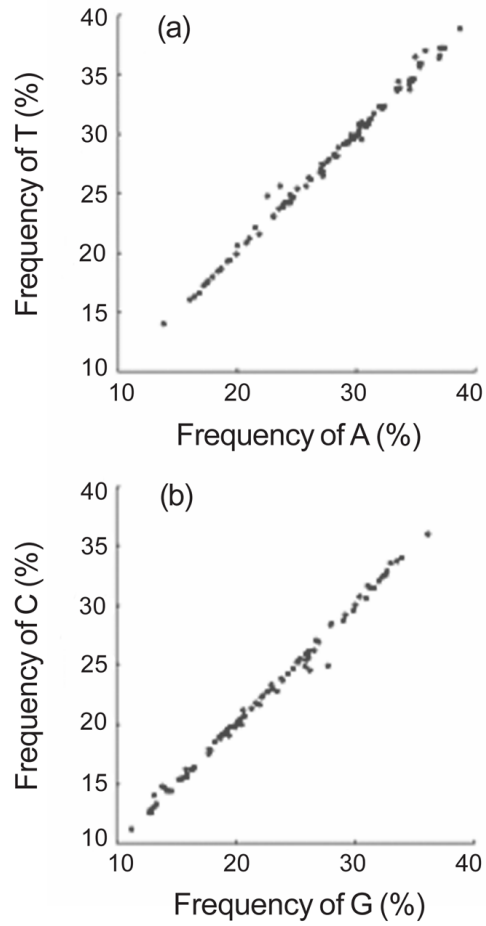 (a)
Frequency of T (%)
40
35
30
25
20
15
10
10 20 30 40
Frequency of A (%)
(b)
Frequency of C (%)
40
35
30
25
20
15
10
10 20 30 40
Frequency of G (%)